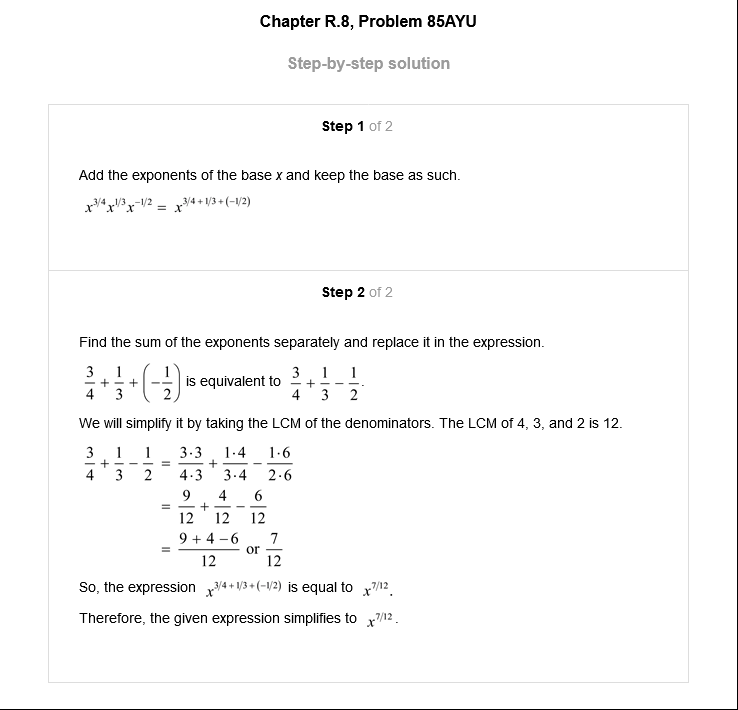 Chapter R.8, Problem 85AYU
Step-by-step solution
Step 1 of 2
Add the exponents of the base x and keep the base as such.
x^{3/4}x^{1/3}x^{-1/2} = x^{3/4+1/3+(-1/2)}
Step 2 of 2
Find the sum of the exponents separately and replace it in the expression.
\frac{3}{4}+\frac{1}{3}+\left(-\frac{1}{2}\right) is equivalent to \frac{3}{4}+\frac{1}{3}-\frac{1}{2}.
We will simplify it by taking the LCM of the denominators. The LCM of 4, 3, and 2 is 12.
\frac{3}{4}+\frac{1}{3}-\frac{1}{2} = \frac{3·3}{4·3}+\frac{1·4}{3·4}-\frac{1·6}{2·6}
= \frac{9}{12}+\frac{4}{12}-\frac{6}{12}
= \frac{9+4-6}{12} or \frac{7}{12}
So, the expression x^{3/4+1/3+(-1/2)} is equal to x^{7/12}.
Therefore, the given expression simplifies to x^{7/12}.